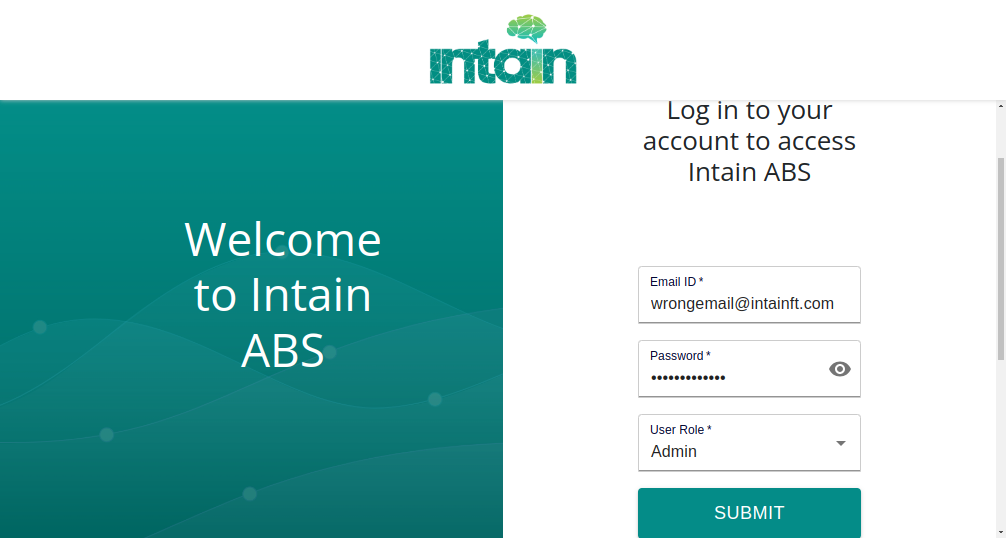 intain
Welcome
to Intain
ABS
Log in to your
account to access
Intain ABS
Email ID *
wrongemail@intainft.com
Password *
•••••••••••••
User Role *
Admin
SUBMIT